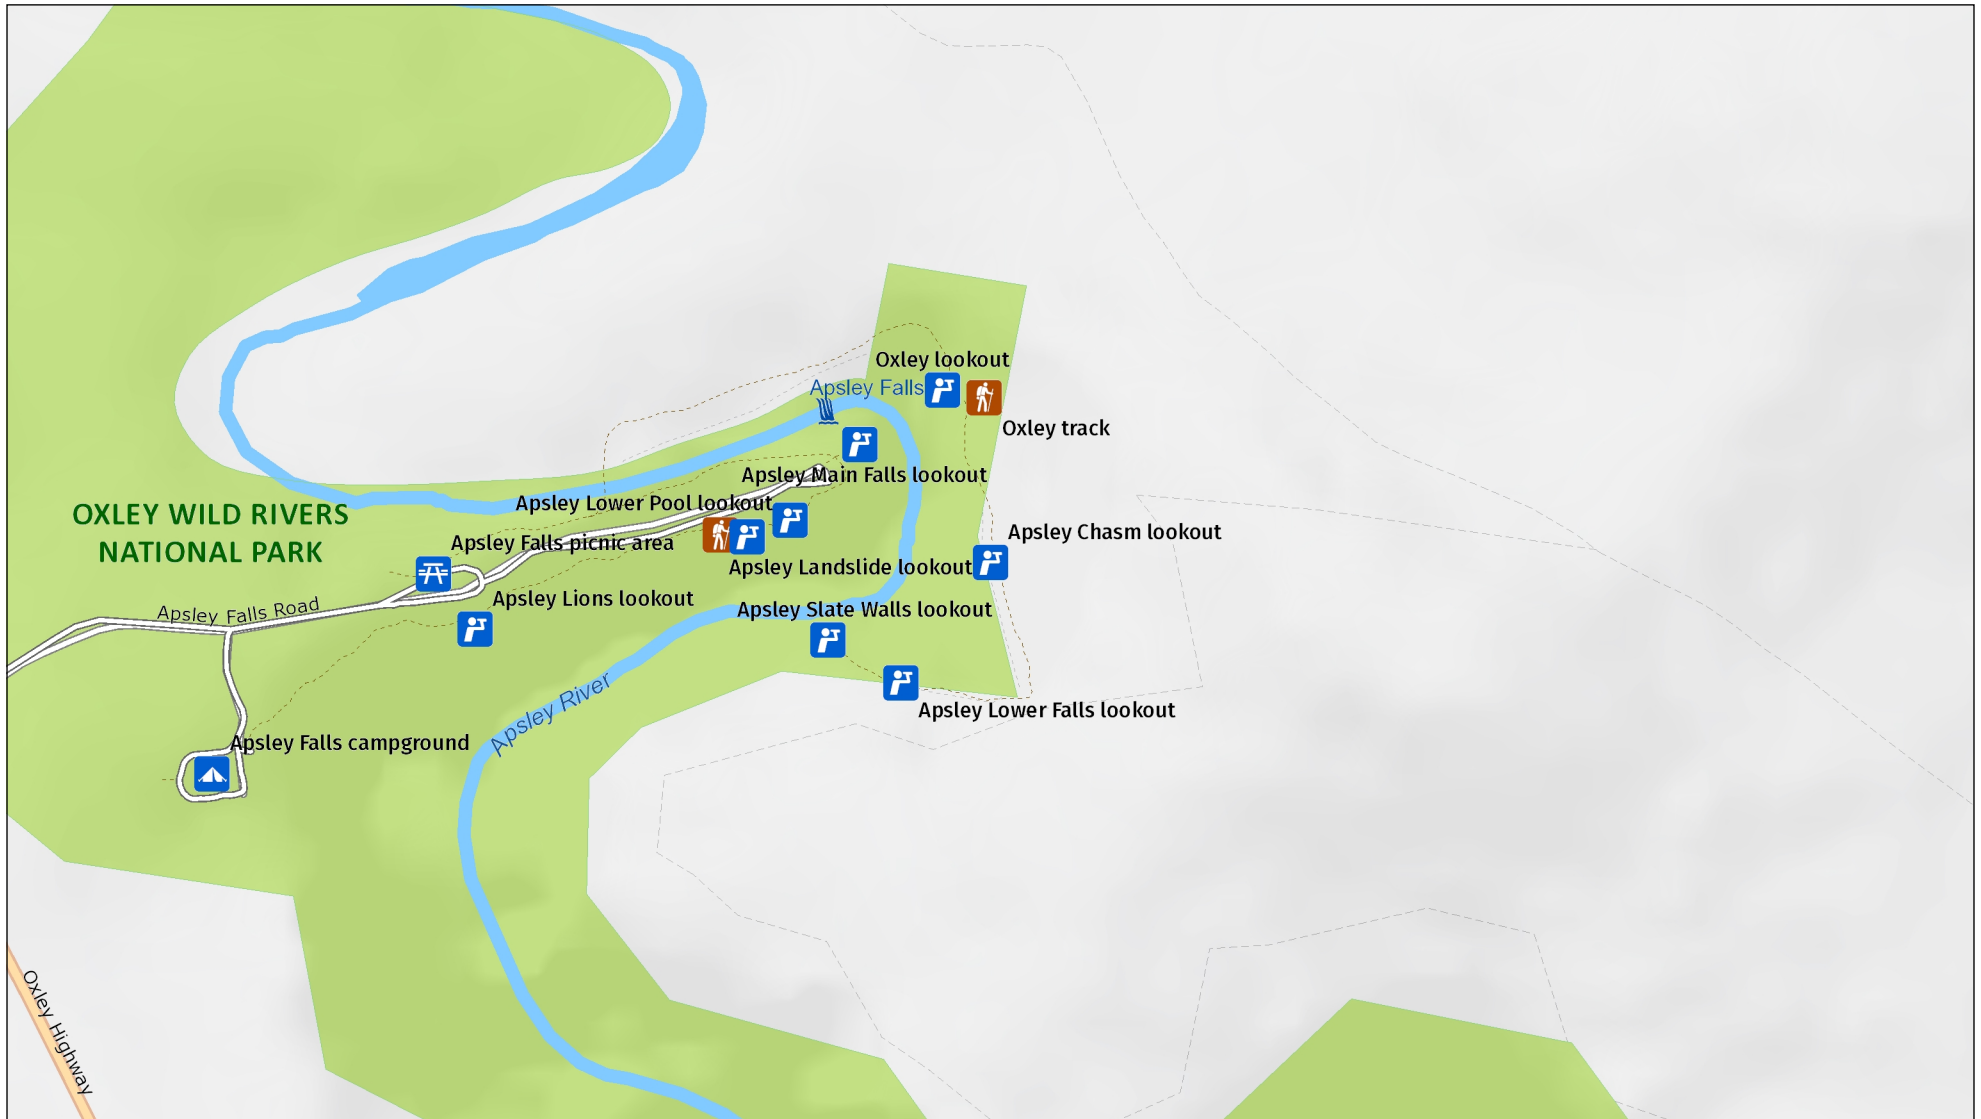 Oxley lookout
Apsley Falls
Oxley track
Apsley Main Falls lookout
Apsley Lower Pool lookout
OXLEY WILD RIVERS
NATIONAL PARK
Apsley Chasm lookout
Apsley Falls picnic area
Apsley Landslide lookout
Apsley Lions lookout
Apsley Falls Road
Apsley Slate Walls lookout
Apsley River
Apsley Lower Falls lookout
Apsley Falls campground
Oxley Highway